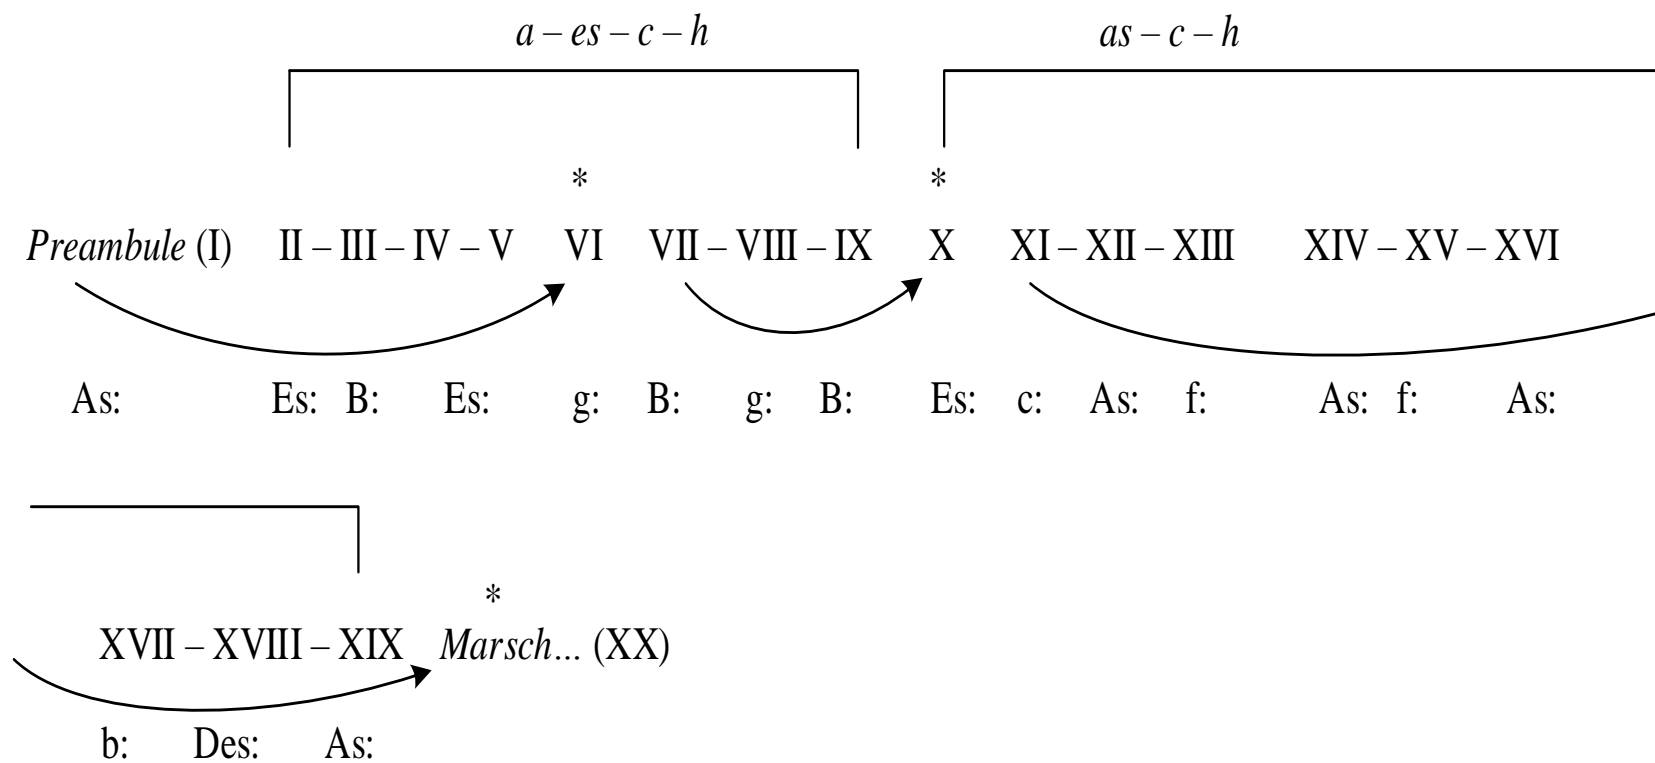 a – es – c – h as – c – h
* *
Preambule (I) II – III – IV – V VI VII – VIII – IX X XI – XII – XIII XIV – XV – XVI
As: Es: B: Es: g: B: g: B: Es: c: As: f: As: f: As:
*
XVII – XVIII – XIX Marsch... (XX)
b: Des: As: